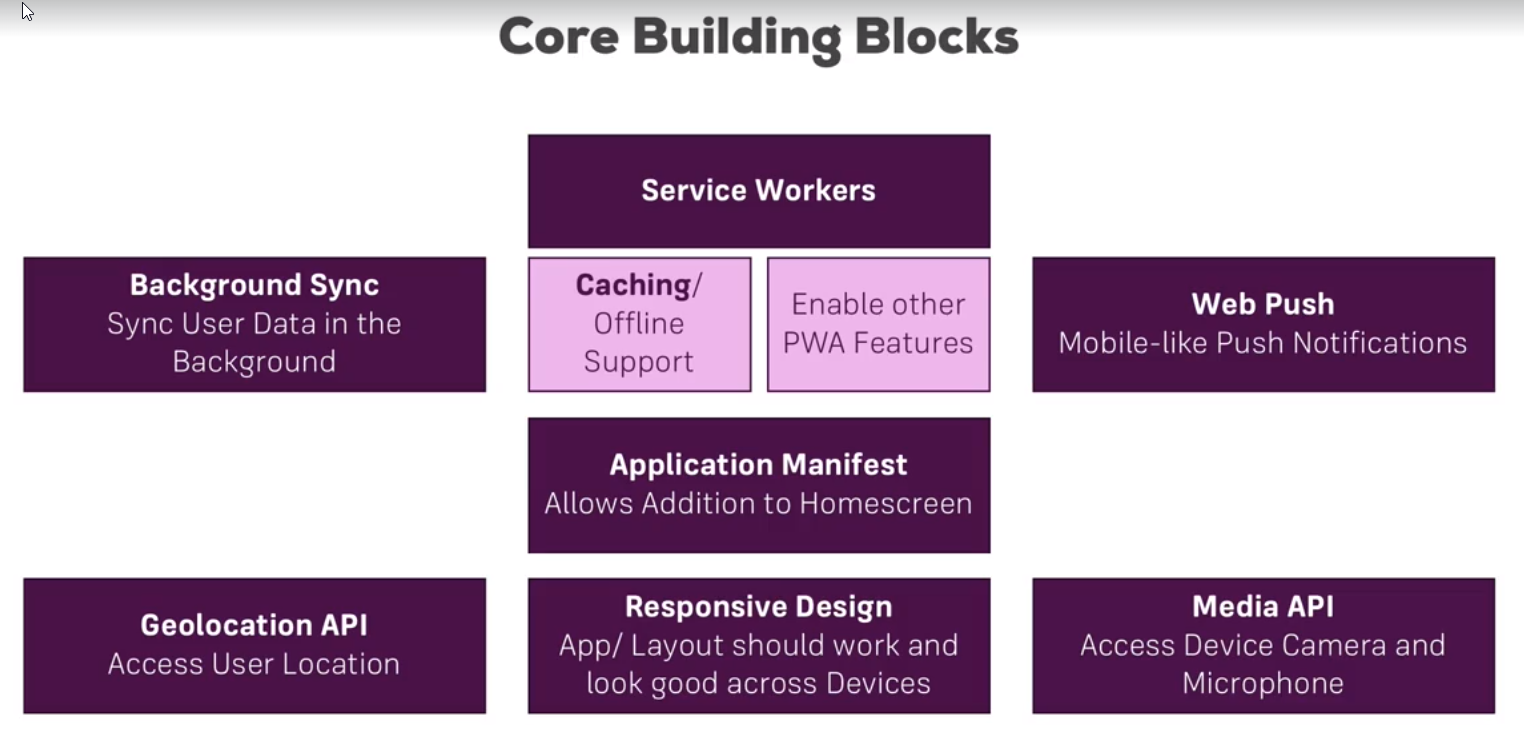 Core Building Blocks
Service Workers
Background Sync
Sync User Data in the
Background
Caching/
Offline
Support
Enable other
PWA Features
Web Push
Mobile-like Push Notifications
Application Manifest
Allows Addition to Homescreen
Geolocation API
Access User Location
Responsive Design
App/ Layout should work and
look good across Devices
Media API
Access Device Camera and
Microphone